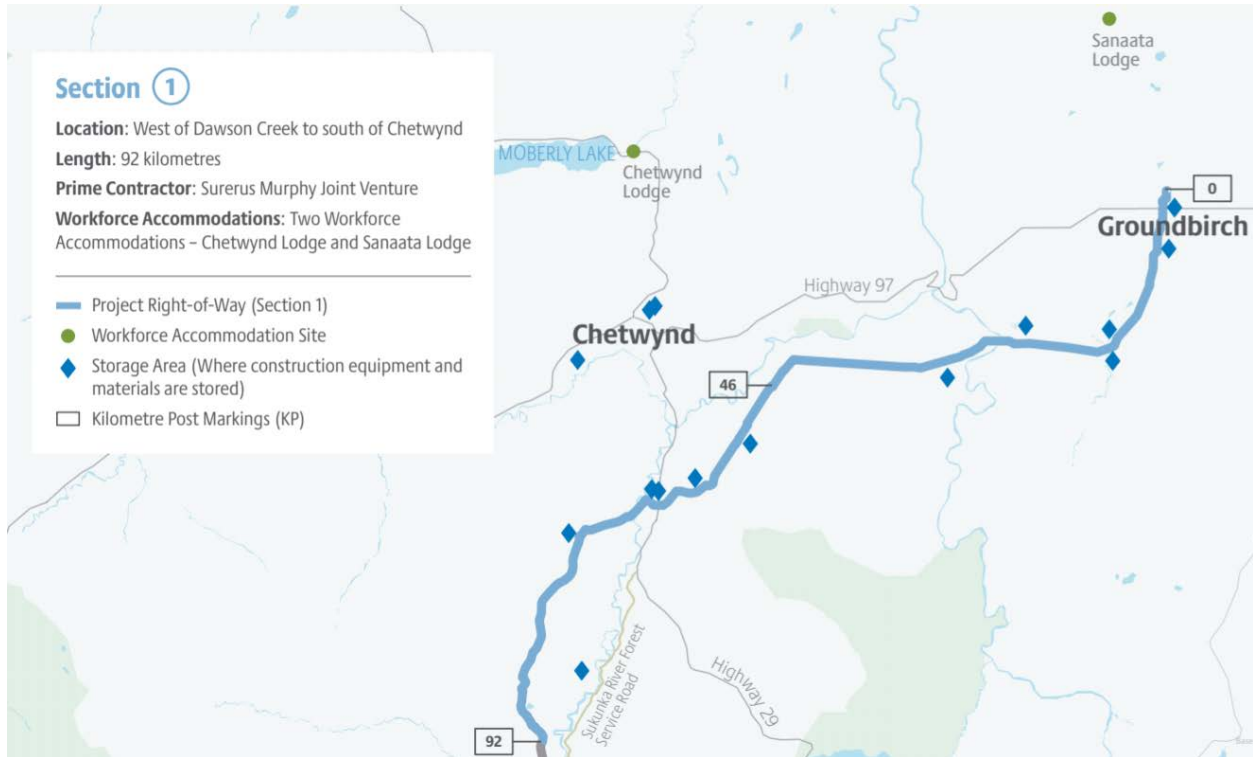 Section 1
Location: West of Dawson Creek to south of Chetwynd
Length: 92 kilometres
Prime Contractor: Surerus Murphy Joint Venture
Workforce Accommodations: Two Workforce
Accommodations – Chetwynd Lodge and Sanaata Lodge
Project Right-of-Way (Section 1)
Workforce Accommodation Site
Storage Area (Where construction equipment and
materials are stored)
Kilometre Post Markings (KP)
Sanaata
Lodge
MOBERLY LAKE
Chetwynd
Lodge
0
Groundbirch
Highway 97
Chetwynd
46
Sukunka River Forest
Service Road
Highway 29
92